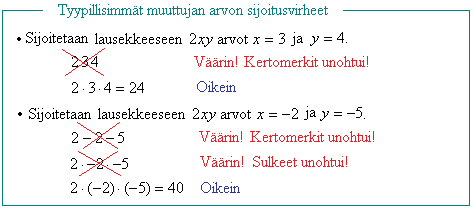 Tyypillisimmät muuttujan arvon sijoitusvirheet
• Sijoitetaan lausekkeeseen 2xy arvot x = 3 ja y = 4.
234 Väärin! Kertomerkit unohtui!
2 · 3 · 4 = 24 Oikein
• Sijoitetaan lausekkeeseen 2xy arvot x = −2 ja y = −5.
2 − 2 − 5 Väärin! Kertomerkit unohtui!
2 · −2 · −5 Väärin! Sulkeet unohtui!
2 · (−2) · (−5) = 40 Oikein